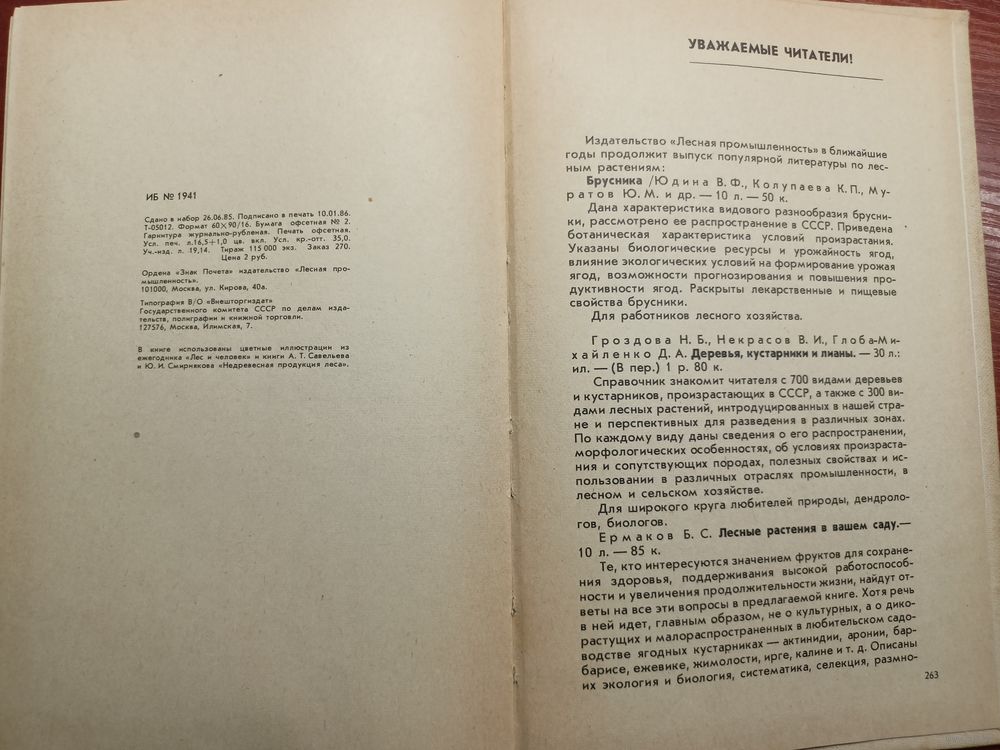 ИБ № 1941
Сдано в набор 26.06.85. Подписано в печать 10.01.86.
Т-05012. Формат 60×90/16. Бумага офсетная № 2.
Гарнитура журнально-рубленая. Печать офсетная.
Усл. печ. л.16,5+1,0 цв. вкл. Усл. кр.-отт. 35,0.
Уч.-изд. л. 19,14. Тираж 115 000 экз. Заказ 270.
Цена 2 руб.
Ордена «Знак Почета» издательство «Лесная про-
мышленность».
101000, Москва, ул. Кирова, 40а.
Типография В/О «Внешторгиздат»
Государственного комитета СССР по делам изда-
тельств, полиграфии и книжной торговли.
127576, Москва, Илимская, 7.
В книге использованы цветные иллюстрации из
ежегодника «Лес и человек» и книги А. Т. Савельева
и Ю. И. Смирнякова «Недревесная продукция леса».
УВАЖАЕМЫЕ ЧИТАТЕЛИ!
Издательство «Лесная промышленность» в ближайшие
годы продолжит выпуск популярной литературы по лес-
ным растениям:
Брусника /Юдина В. Ф., Колупаева К. П., Му-
ратов Ю. М. и др. — 10 л. — 50 к.
Дана характеристика видового разнообразия брусни-
ки, рассмотрено ее распространение в СССР. Приведена
ботаническая характеристика условий произрастания.
Указаны биологические ресурсы и урожайность ягод,
влияние экологических условий на формирование урожая
ягод, возможности прогнозирования и повышения про-
дуктивности ягод. Раскрыты лекарственные и пищевые
свойства брусники.
Для работников лесного хозяйства.
Гроздова Н. Б., Некрасов В. И., Глоба-Ми-
хайленко Д. А. Деревья, кустарники и лианы. — 30 л.:
ил. — (В пер.) 1 р. 80 к.
Справочник знакомит читателя с 700 видами деревьев
и кустарников, произрастающих в СССР, а также с 300 ви-
дами лесных растений, интродуцированных в нашей стра-
не и перспективных для разведения в различных зонах.
По каждому виду даны сведения о его распространении,
морфологических особенностях, об условиях произраста-
ния и сопутствующих породах, полезных свойствах и ис-
пользовании в различных отраслях промышленности, в
лесном и сельском хозяйстве.
Для широкого круга любителей природы, дендроло-
гов, биологов.
Ермаков Б. С. Лесные растения в вашем саду.—
10 л. — 85 к.
Те, кто интересуются значением фруктов для сохране-
ния здоровья, поддерживания высокой работоспособ-
ности и увеличения продолжительности жизни, найдут от-
веты на все эти вопросы в предлагаемой книге. Хотя речь
в ней идет, главным образом, не о культурных, а о дико-
растущих и малораспространенных в любительском садо-
водстве ягодных кустарниках — актинидии, аронии, бар-
барисе, ежевике, жимолости, ирге, калине и т. д. Описаны
их экология и биология, систематика, селекция, размно-
263